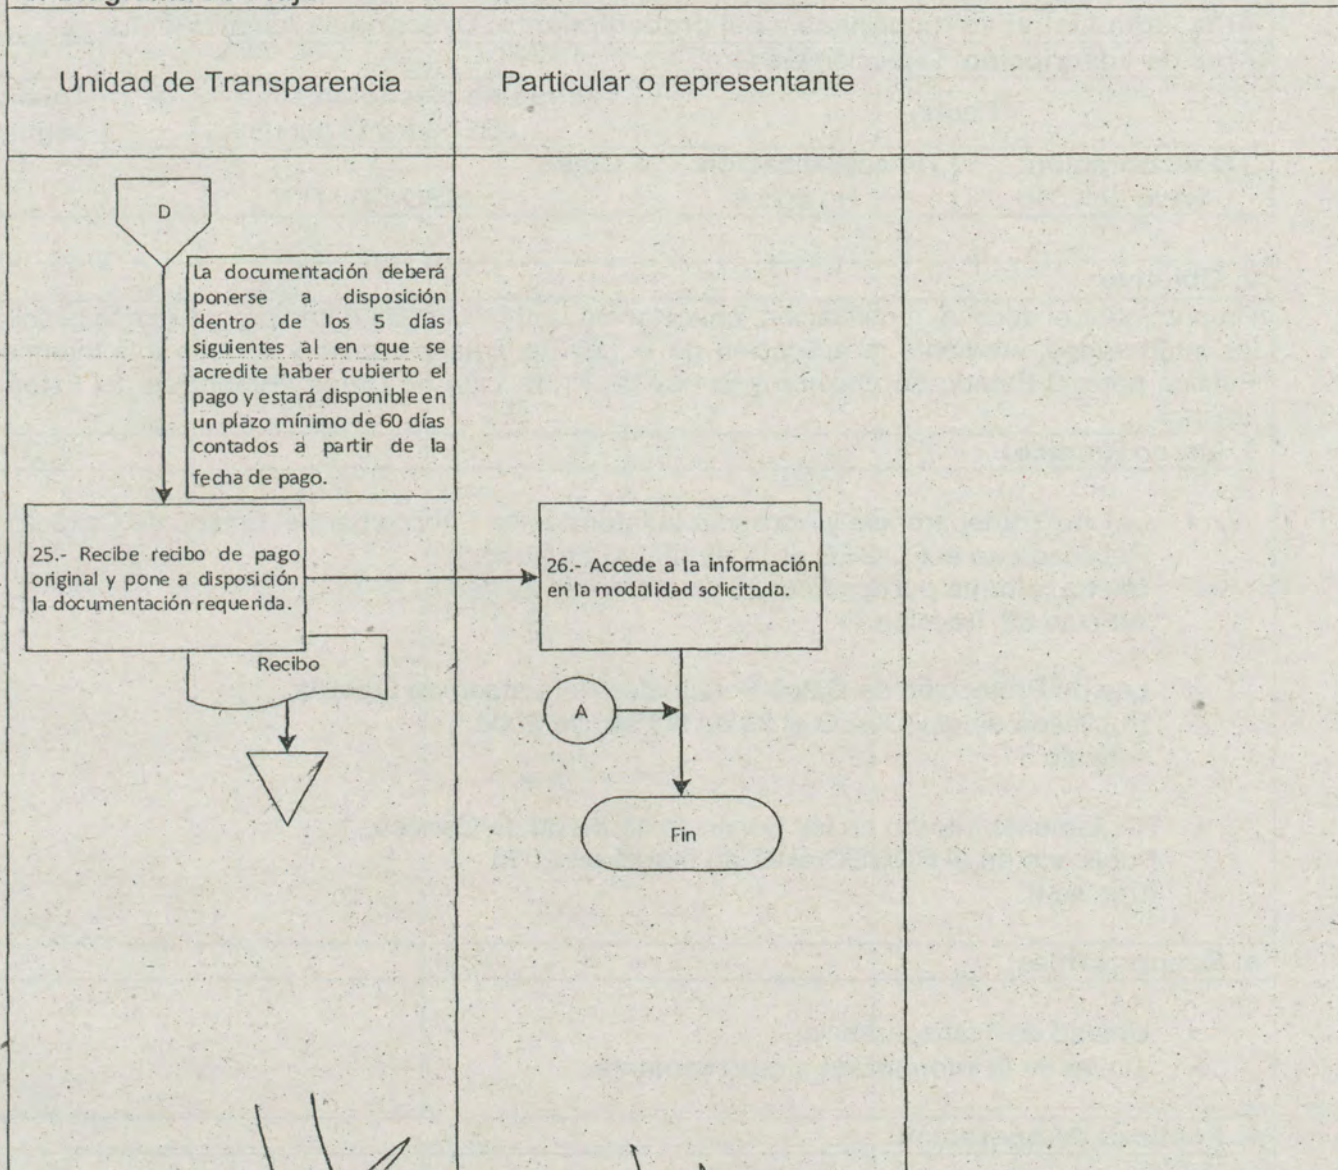 Unidad de Transparencia
Particular o representante
D
La documentación deberá
ponerse a disposición
dentro de los 5 días
siguientes al en que se
acredite haber cubierto el
pago y estará disponible en
un plazo mínimo de 60 días
contados a partir de la
fecha de pago.
25.- Recibe recibo de pago
original y pone a disposición
la documentación requerida.
Recibo
26.- Accede a la información
en la modalidad solicitada.
A
Fin